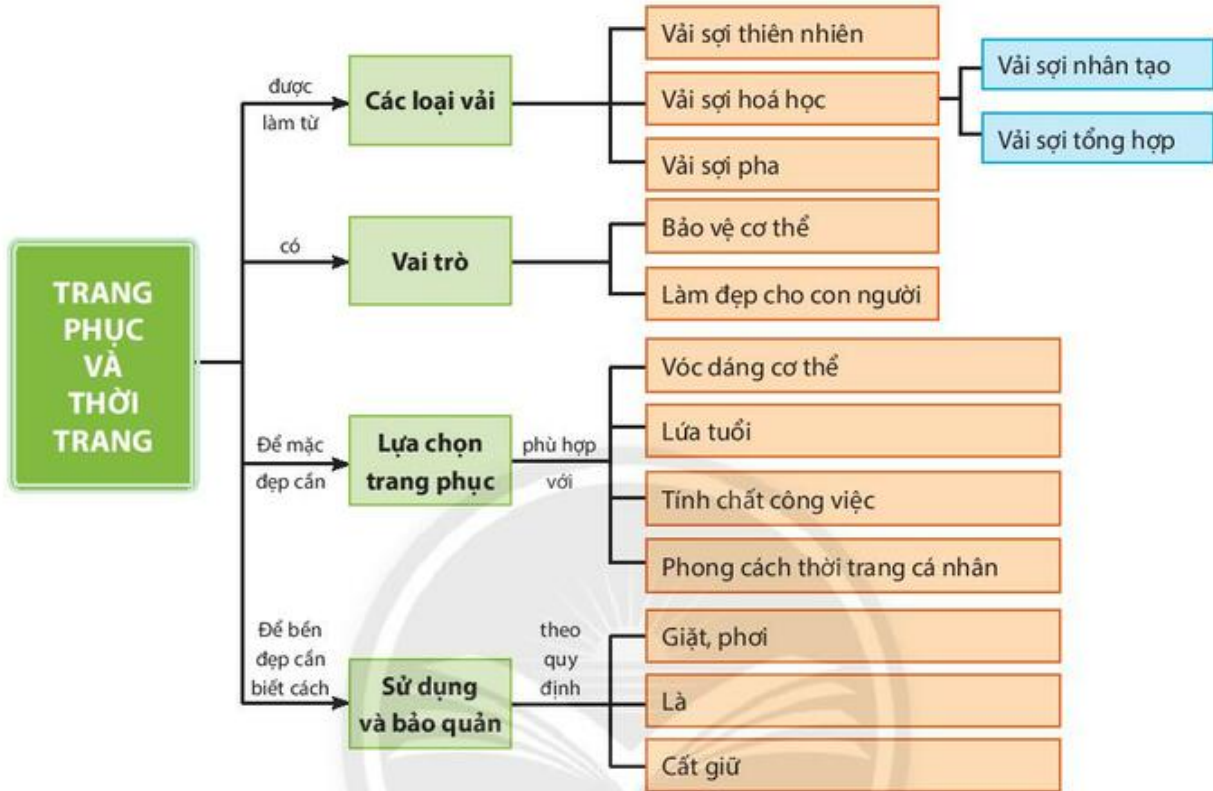 TRANG
PHỤC
VÀ
THỜI
TRANG
được
làm từ
Các loại vải
Vải sợi thiên nhiên
Vải sợi hoá học
Vải sợi nhân tạo
Vải sợi tổng hợp
Vải sợi pha
có
Vai trò
Bảo vệ cơ thể
Làm đẹp cho con người
Để mặc
đẹp cần
Lựa chọn
trang phục
phù hợp
với
Vóc dáng cơ thể
Lứa tuổi
Tính chất công việc
Phong cách thời trang cá nhân
Để bền
đẹp cần
biết cách
Sử dụng
và bảo quản
theo
quy
định
Giặt, phơi
Là
Cất giữ